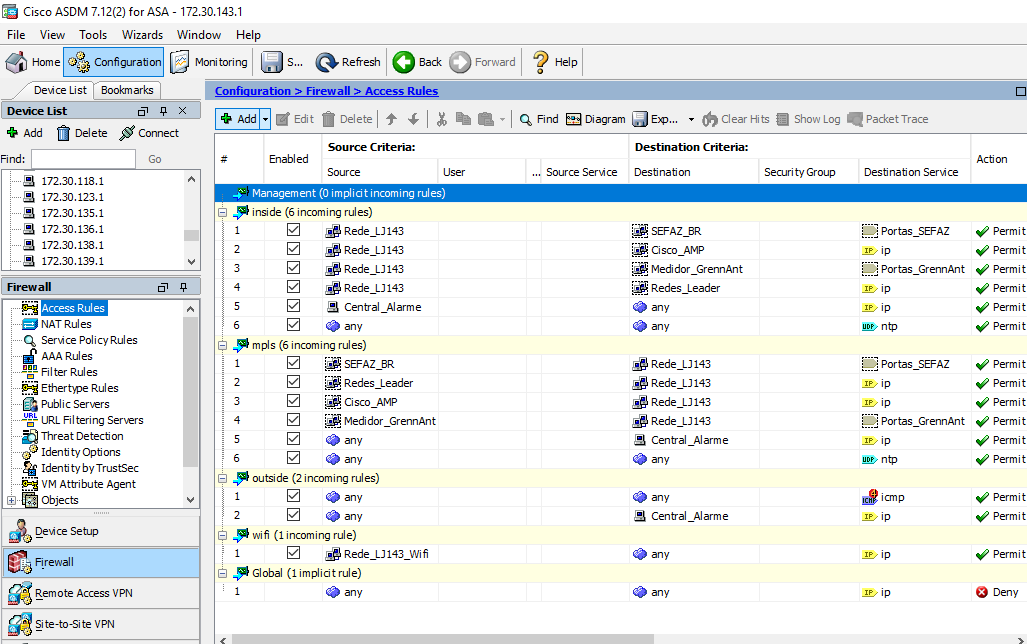 Cisco ASDM 7.12(2) for ASA - 172.30.143.1
File View Tools Wizards Window Help
Home Configuration Monitoring S... Refresh Back Forward Help
Device List Bookmarks
Device List
Add Delete Connect
Find: Go
172.30.118.1
172.30.123.1
172.30.135.1
172.30.136.1
172.30.138.1
172.30.139.1
Firewall
Access Rules
NAT Rules
Service Policy Rules
AAA Rules
Filter Rules
Ethertype Rules
Public Servers
URL Filtering Servers
Threat Detection
Identity Options
Identity by TrustSec
VM Attribute Agent
Objects
Device Setup
Firewall
Remote Access VPN
Site-to-Site VPN
Configuration > Firewall > Access Rules
Add Edit Delete Find Diagram Exp... Clear Hits Show Log Packet Trace
# Enabled Source Criteria: Destination Criteria: Action
Source User ... Source Service Destination Security Group Destination Service
Management (0 implicit incoming rules)
inside (6 incoming rules)
1 Rede_LJ143 SEFAZ_BR Portas_SEFAZ Permit
2 Rede_LJ143 Cisco_AMP IP ip Permit
3 Rede_LJ143 Medidor_GrennAnt Portas_GrennAnt Permit
4 Rede_LJ143 Redes_Leader IP ip Permit
5 Central_Alarme any IP ip Permit
6 any any UDP ntp Permit
mpls (6 incoming rules)
1 SEFAZ_BR Rede_LJ143 Portas_SEFAZ Permit
2 Redes_Leader Rede_LJ143 IP ip Permit
3 Cisco_AMP Rede_LJ143 IP ip Permit
4 Medidor_GrennAnt Rede_LJ143 Portas_GrennAnt Permit
5 any Central_Alarme IP ip Permit
6 any any UDP ntp Permit
outside (2 incoming rules)
1 any any ICMP icmp Permit
2 any Central_Alarme IP ip Permit
wifi (1 incoming rule)
1 Rede_LJ143_Wifi any IP ip Permit
Global (1 implicit rule)
1 any any IP ip Deny